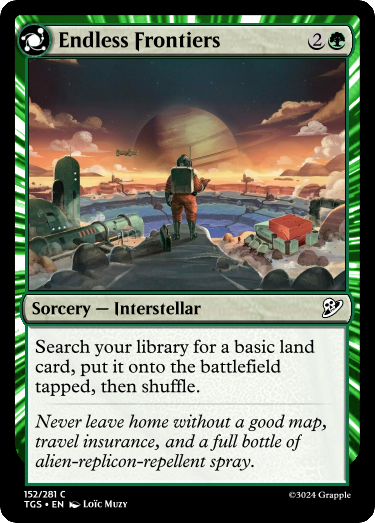 Endless Frontiers 2
Sorcery — Interstellar
Search your library for a basic land
card, put it onto the battlefield
tapped, then shuffle.
Never leave home without a good map,
travel insurance, and a full bottle of
alien-replicon-repellent spray.
152/281 C
TGS • EN Loïc Muzy
©3024 Grapple